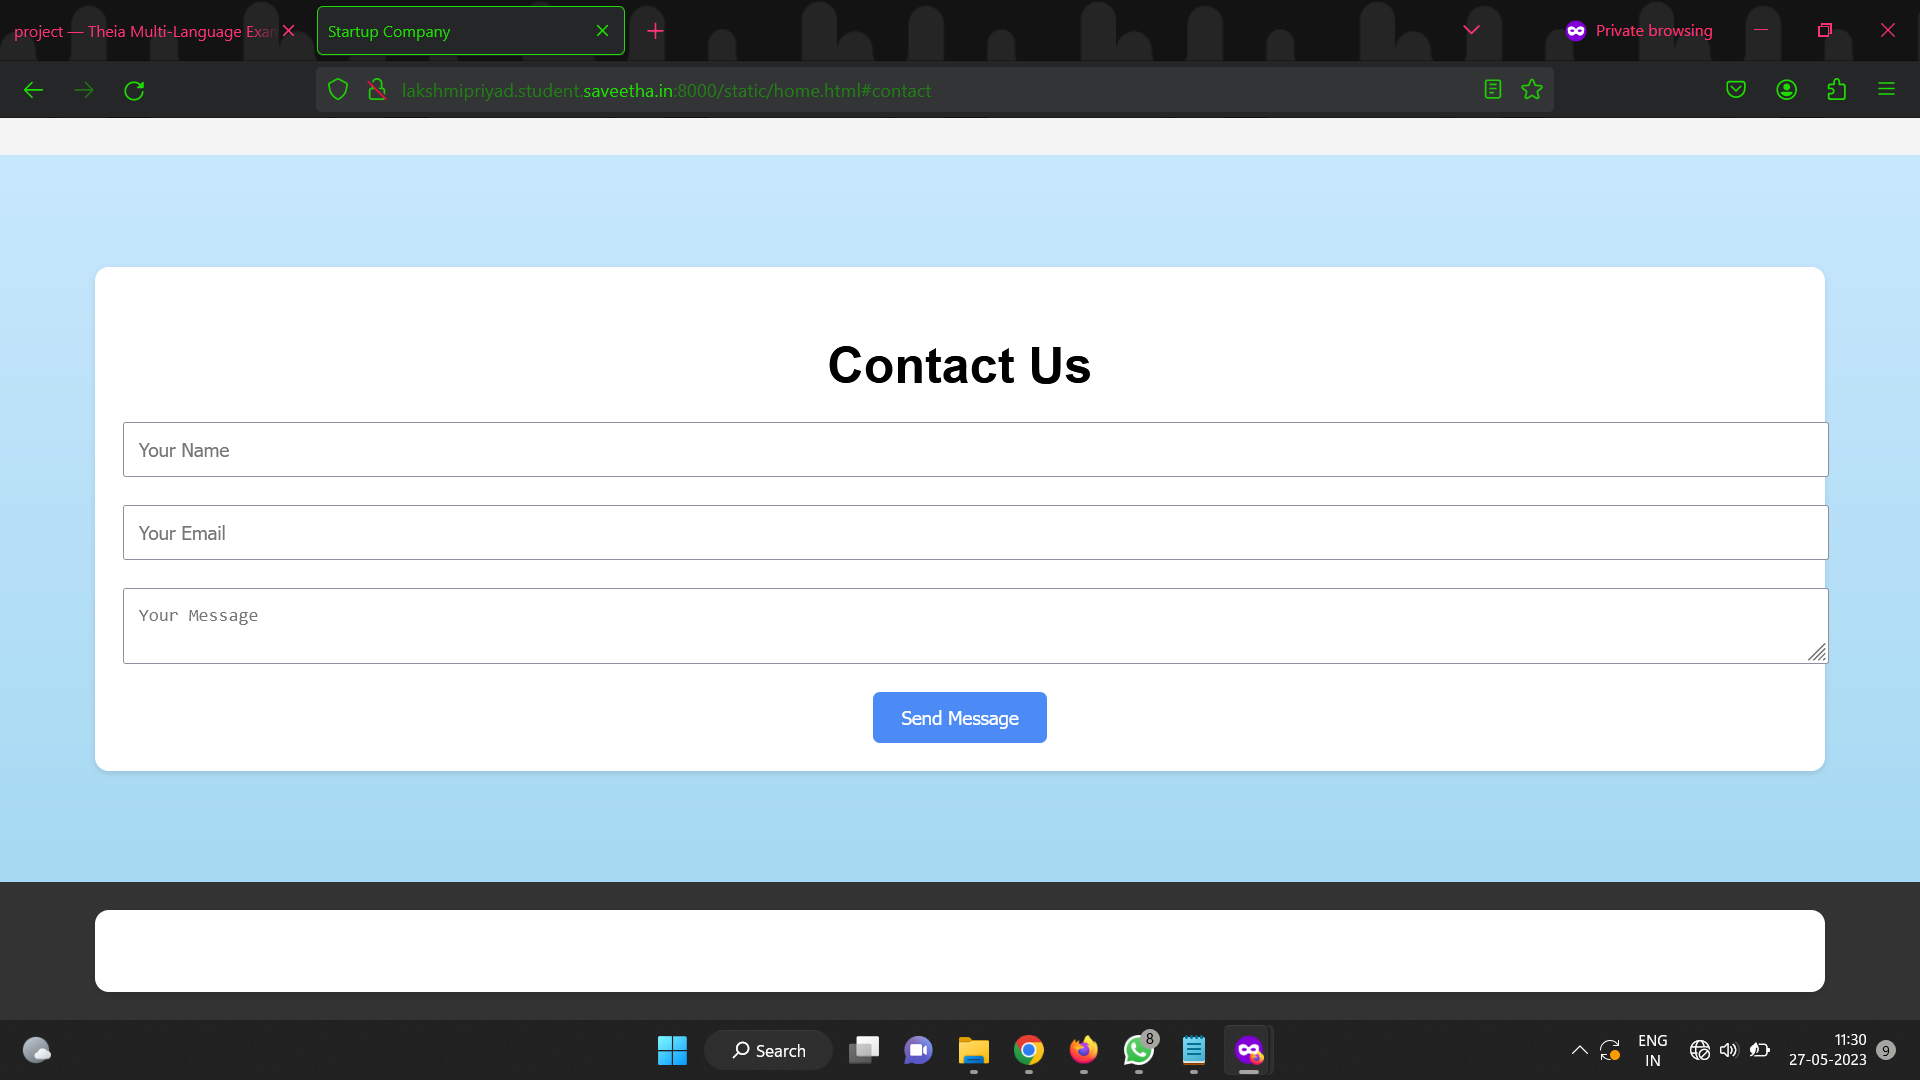 project — Theia Multi-Language Exar
Startup Company
Private browsing
lakshmipriyad.student.saveetha.in:8000/static/home.html#contact
Contact Us
Your Name
Your Email
Your Message
Send Message
Search
8
ENG
IN
11:30
27-05-2023
9